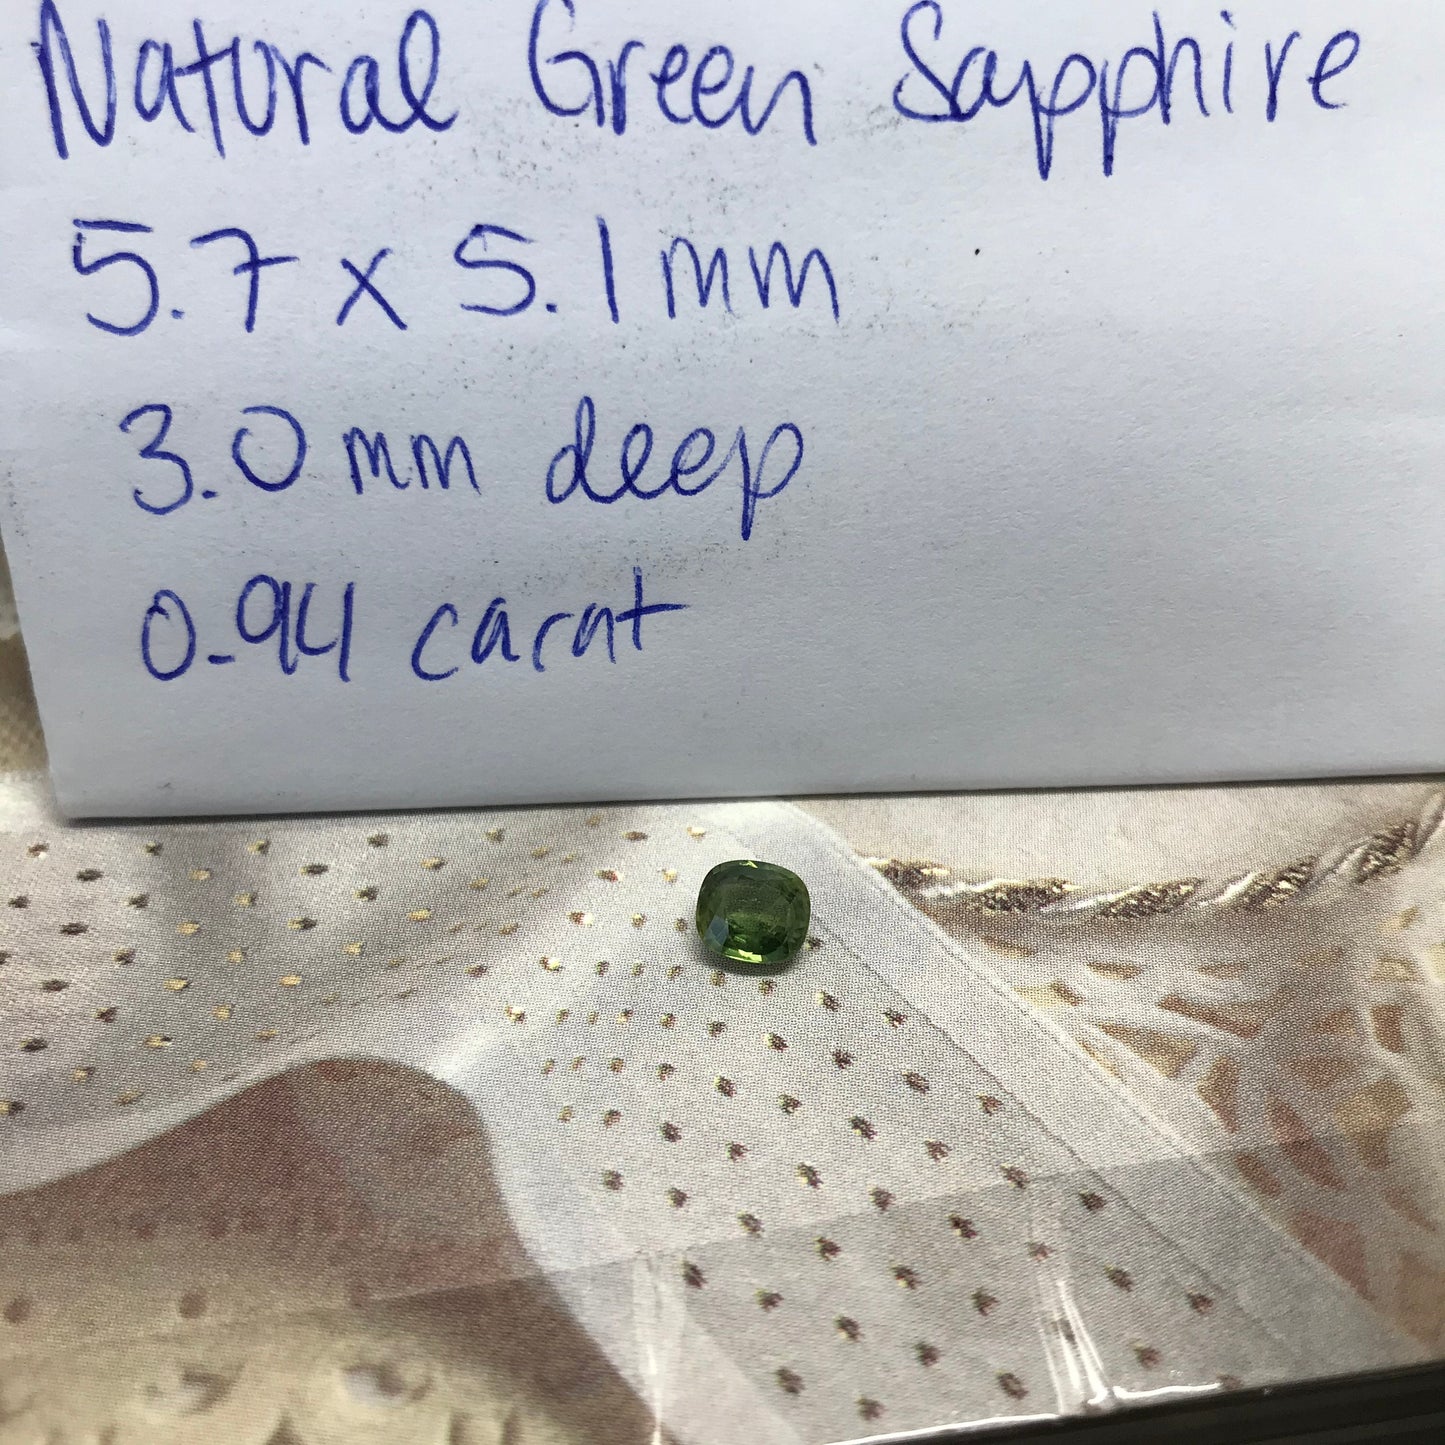 Natural Green Sapphire
5.7 x 5.1 mm
3.0 mm deep
0.94 carat